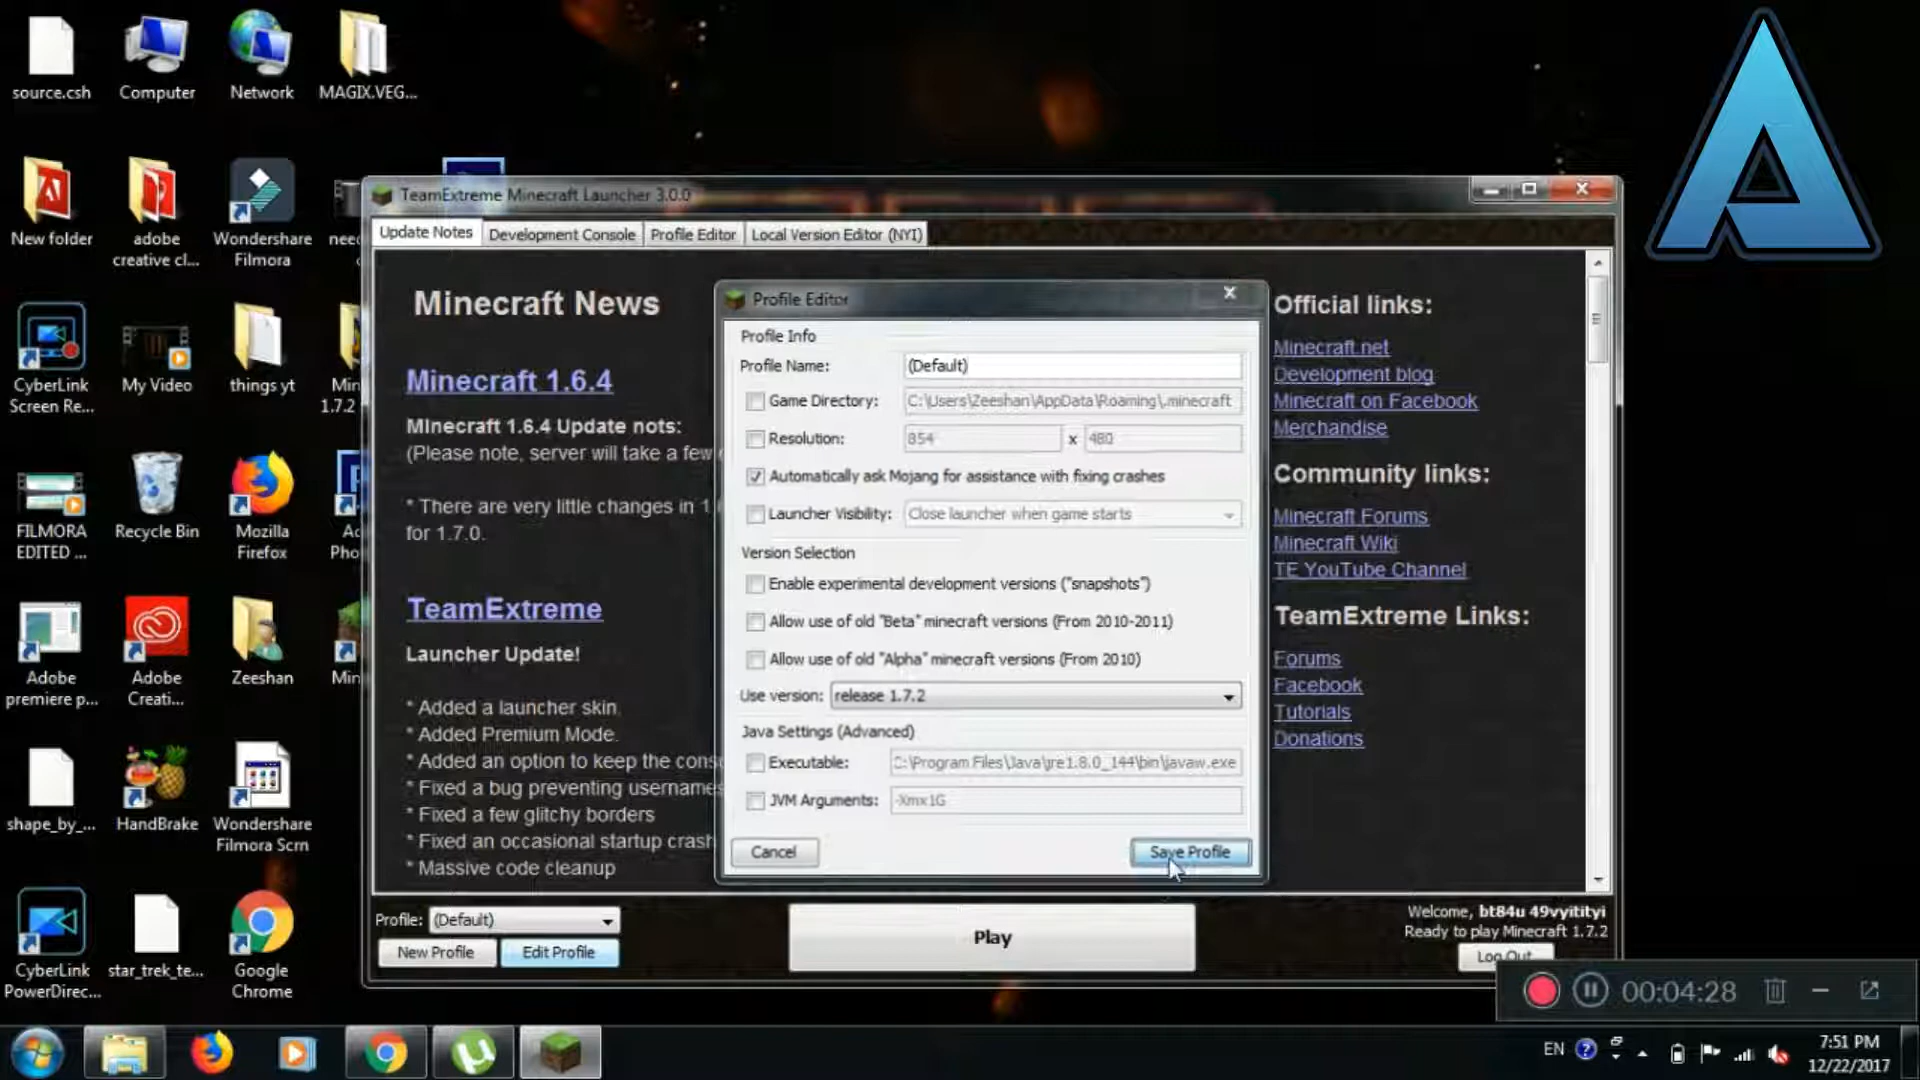 source.csh
Computer
Network
MAGIX.VEG...
New folder
adobe
creative cl...
Wondershare
Filmora
CyberLink
Screen Re...
My Video
things yt
1.7.2
FILMORA
EDITED ...
Recycle Bin
Mozilla
Firefox
Adobe
premiere p...
Adobe
Creati...
Zeeshan
shape_by_...
HandBrake
Wondershare
Filmora Scrn
CyberLink
PowerDirec...
star_trek_te...
Google
Chrome
TeamExtreme Minecraft Launcher 3.0.0
Update Notes
Development Console
Profile Editor
Local Version Editor (NYI)
Minecraft News
Minecraft 1.6.4
Minecraft 1.6.4 Update nots:
(Please note, server will take a few
* There are very little changes in 1
for 1.7.0.
TeamExtreme
Launcher Update!
* Added a launcher skin.
* Added Premium Mode.
* Added an option to keep the cons
* Fixed a bug preventing username
* Fixed a few glitchy borders
* Fixed an occasional startup crash
* Massive code cleanup
Profile Editor
Profile Info
Profile Name: (Default)
Game Directory: C:\Users\Zeeshan\AppData\Roaming\.minecraft
Resolution: 854 x 480
Automatically ask Mojang for assistance with fixing crashes
Launcher Visibility: Close launcher when game starts
Version Selection
Enable experimental development versions ("snapshots")
Allow use of old "Beta" minecraft versions (From 2010-2011)
Allow use of old "Alpha" minecraft versions (From 2010)
Use version: release 1.7.2
Java Settings (Advanced)
Executable: C:\Program Files\Java\jre1.8.0_144\bin\javaw.exe
JVM Arguments: -Xmx1G
Cancel
Save Profile
Official links:
Minecraft.net
Development blog
Minecraft on Facebook
Merchandise
Community links:
Minecraft Forums
Minecraft Wiki
TE YouTube Channel
TeamExtreme Links:
Forums
Facebook
Tutorials
Donations
Profile: (Default)
New Profile
Edit Profile
Play
Welcome, bt84u 49vyitityi
Ready to play Minecraft 1.7.2
Log Out
00:04:28
EN
7:51 PM
12/22/2017